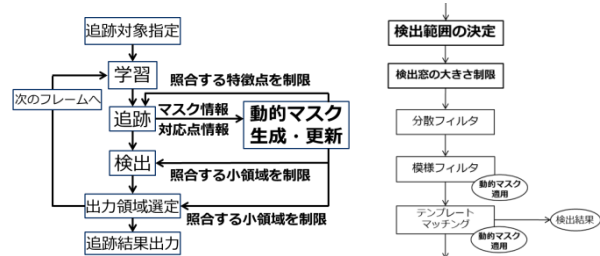 追跡対象指定
学習
照合する特徴点を制限
次のフレームへ
追跡
マスク情報
対応点情報
動的マスク
生成・更新
検出
照合する小領域を制限
出力領域選定
照合する小領域を制限
追跡結果出力
検出範囲の決定
検出窓の大きさ制限
分散フィルタ
模様フィルタ
動的マスク
適用
テンプレート
マッチング
検出結果
動的マスク
適用